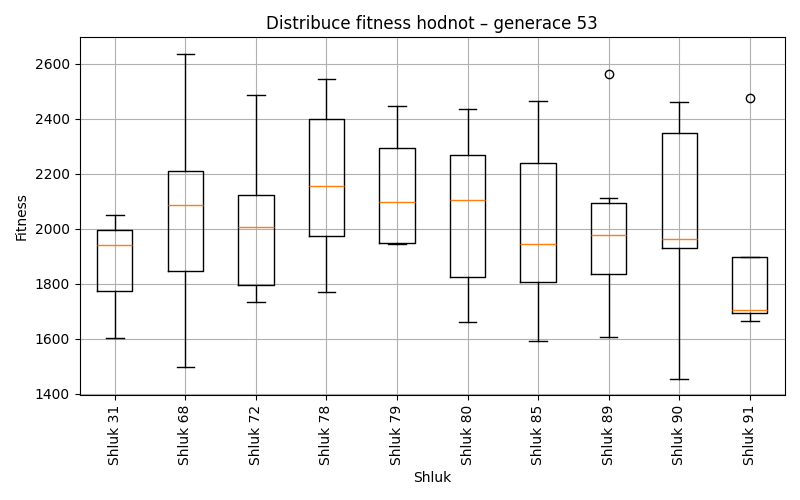 Distribuce fitness hodnot – generace 53
Fitness
2600
2400
2200
2000
1800
1600
1400
Shluk 31
Shluk 68
Shluk 72
Shluk 78
Shluk 79
Shluk 80
Shluk 85
Shluk 89
Shluk 90
Shluk 91
Shluk